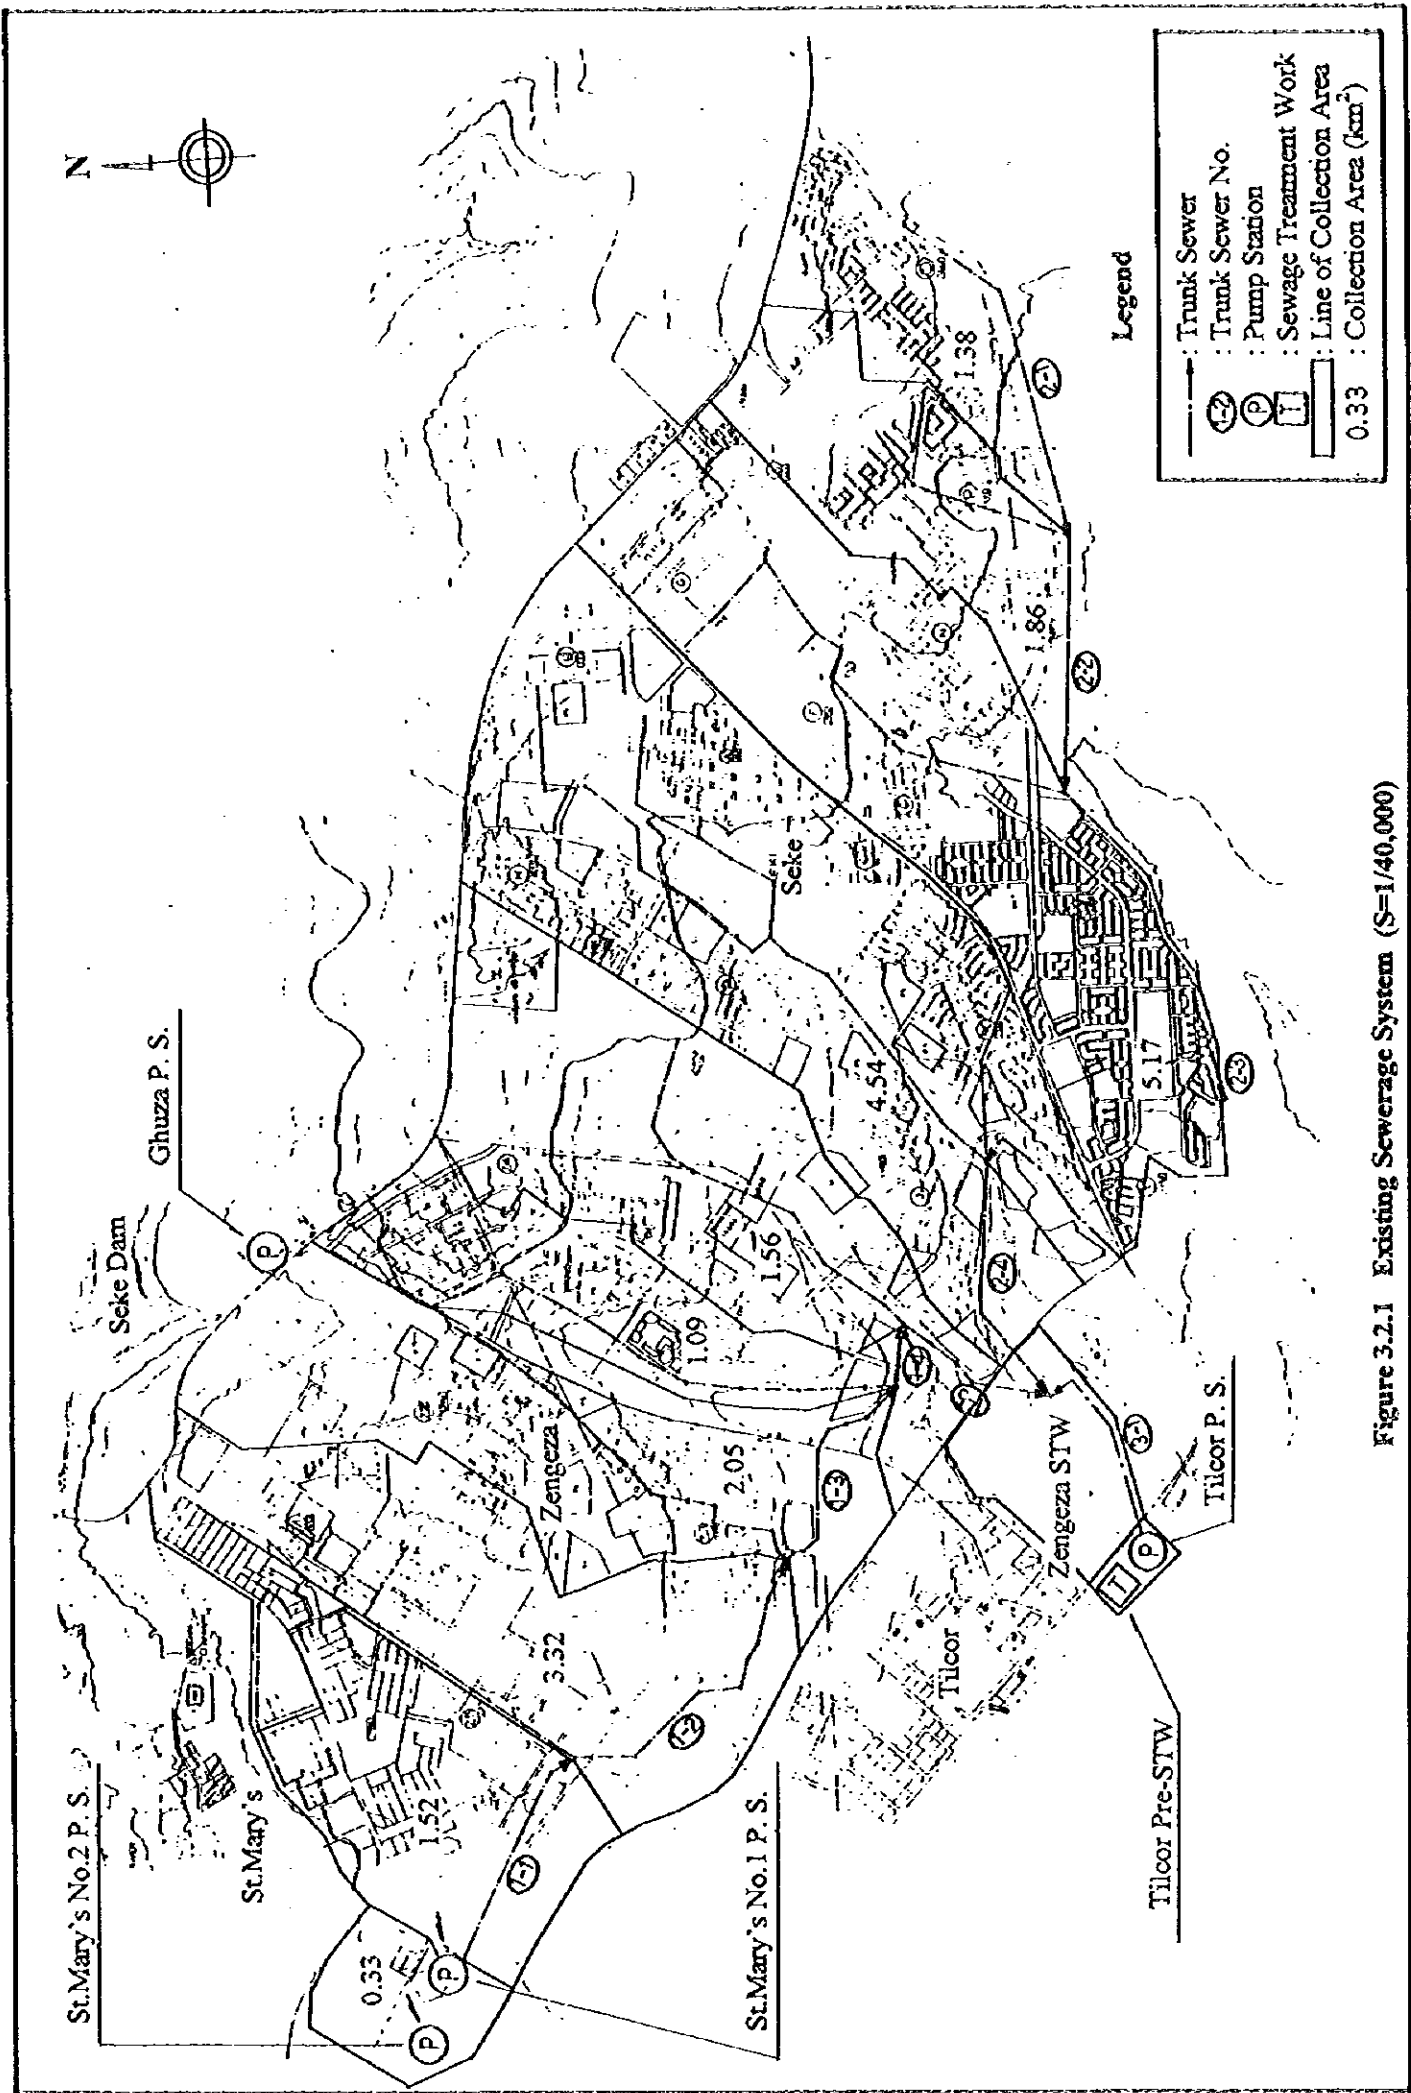 N
St.Mary's No.2 P. S.
Seke Dam
Ghuza P. S.
St.Mary's
0.33
P
P
P
1.52
1-1
3.32
1-2
Zengeza
2.05
1-3
1.09
1.56
St.Mary's No.1 P. S.
Tilcor
Zengeza STW
4.54
Seke
2-4
5.17
2-3
1.86
2-2
1.38
2-1
3-1
T
P
Tilcor P. S.
Tilcor Pre-STW
Legend
: Trunk Sewer
1-2 : Trunk Sewer No.
P : Pump Station
T : Sewage Treatment Work
: Line of Collection Area
0.33 : Collection Area (km²)
Figure 3.2.1 Existing Sewerage System (S=1/40,000)